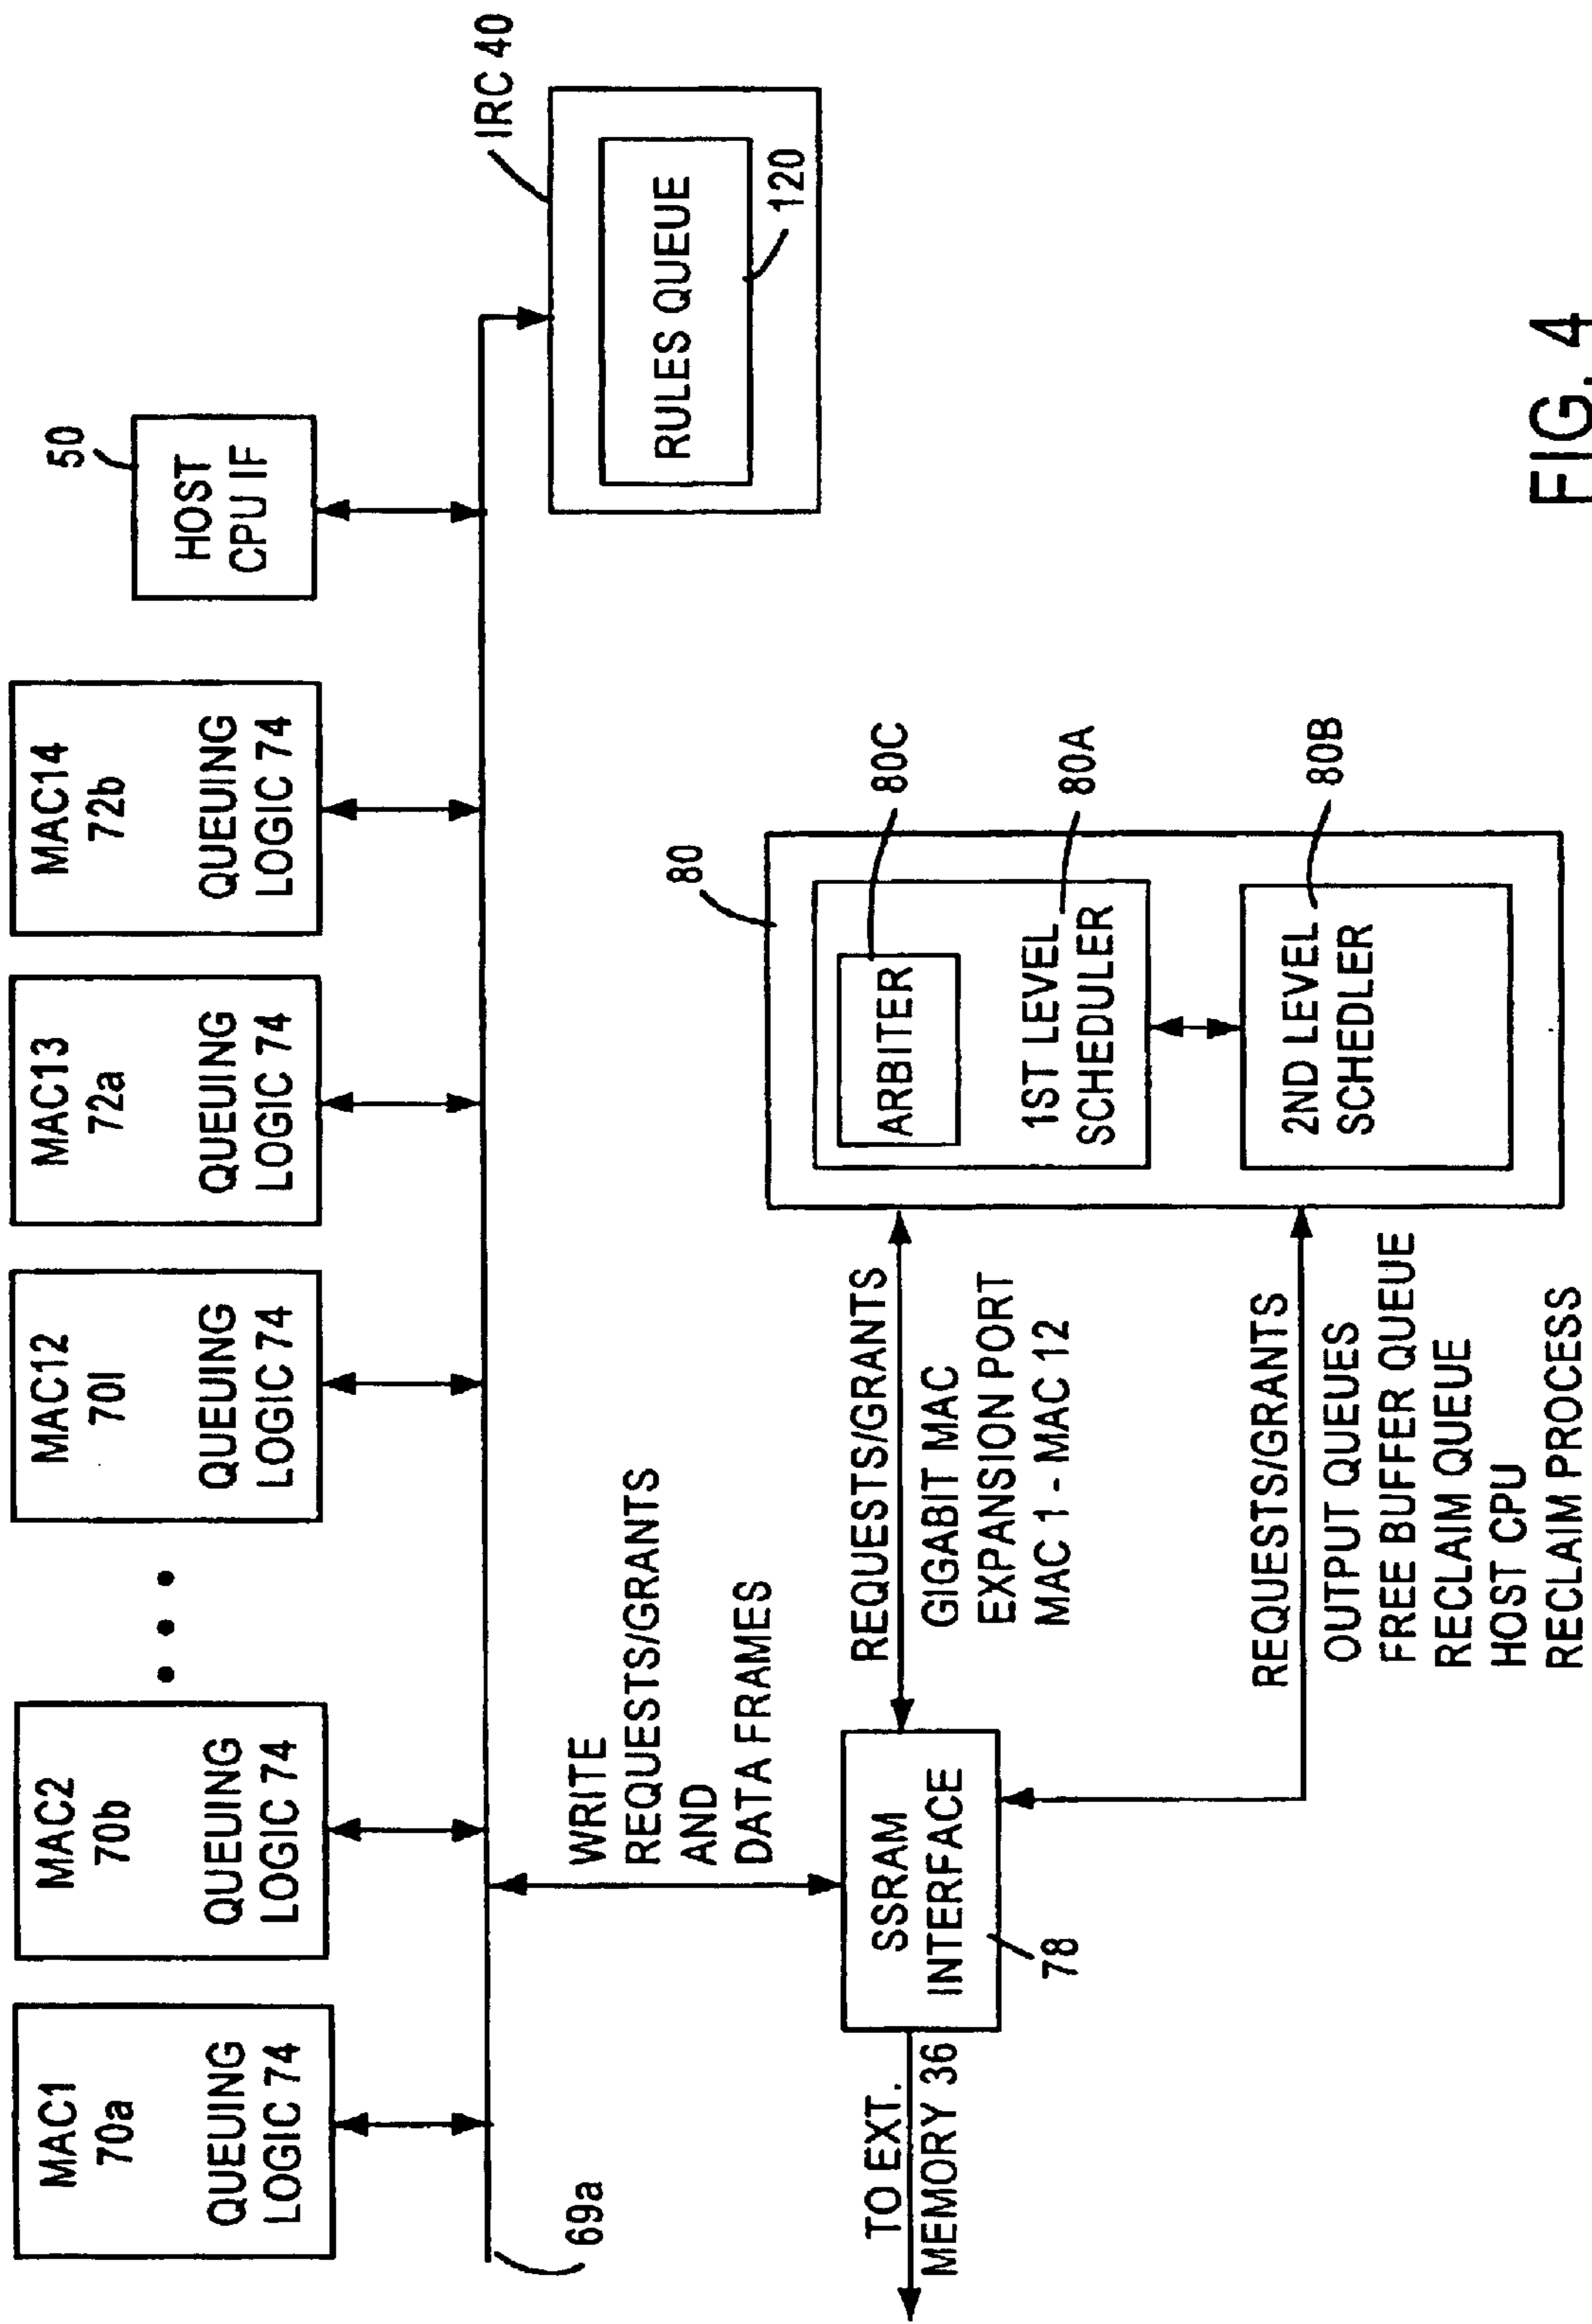 MAC1
70a
QUEUING
LOGIC 74
MAC2
70b
QUEUING
LOGIC 74
MAC12
70l
QUEUING
LOGIC 74
MAC13
72a
QUEUING
LOGIC 74
MAC14
72b
QUEUING
LOGIC 74
50
HOST
CPU IF
IRC 40
RULES QUEUE
120
69a
WRITE
REQUESTS/GRANTS
AND
DATA FRAMES
TO EXT.
MEMORY 36
SSRAM
INTERFACE
78
REQUESTS/GRANTS
GIGABIT MAC
EXPANSION PORT
MAC 1 - MAC 12
REQUESTS/GRANTS
OUTPUT QUEUES
FREE BUFFER QUEUE
RECLAIM QUEUE
HOST CPU
RECLAIM PROCESS
80
ARBITER
80C
1ST LEVEL
SCHEDULER
80A
2ND LEVEL
SCHEDLER
80B
FIG. 4